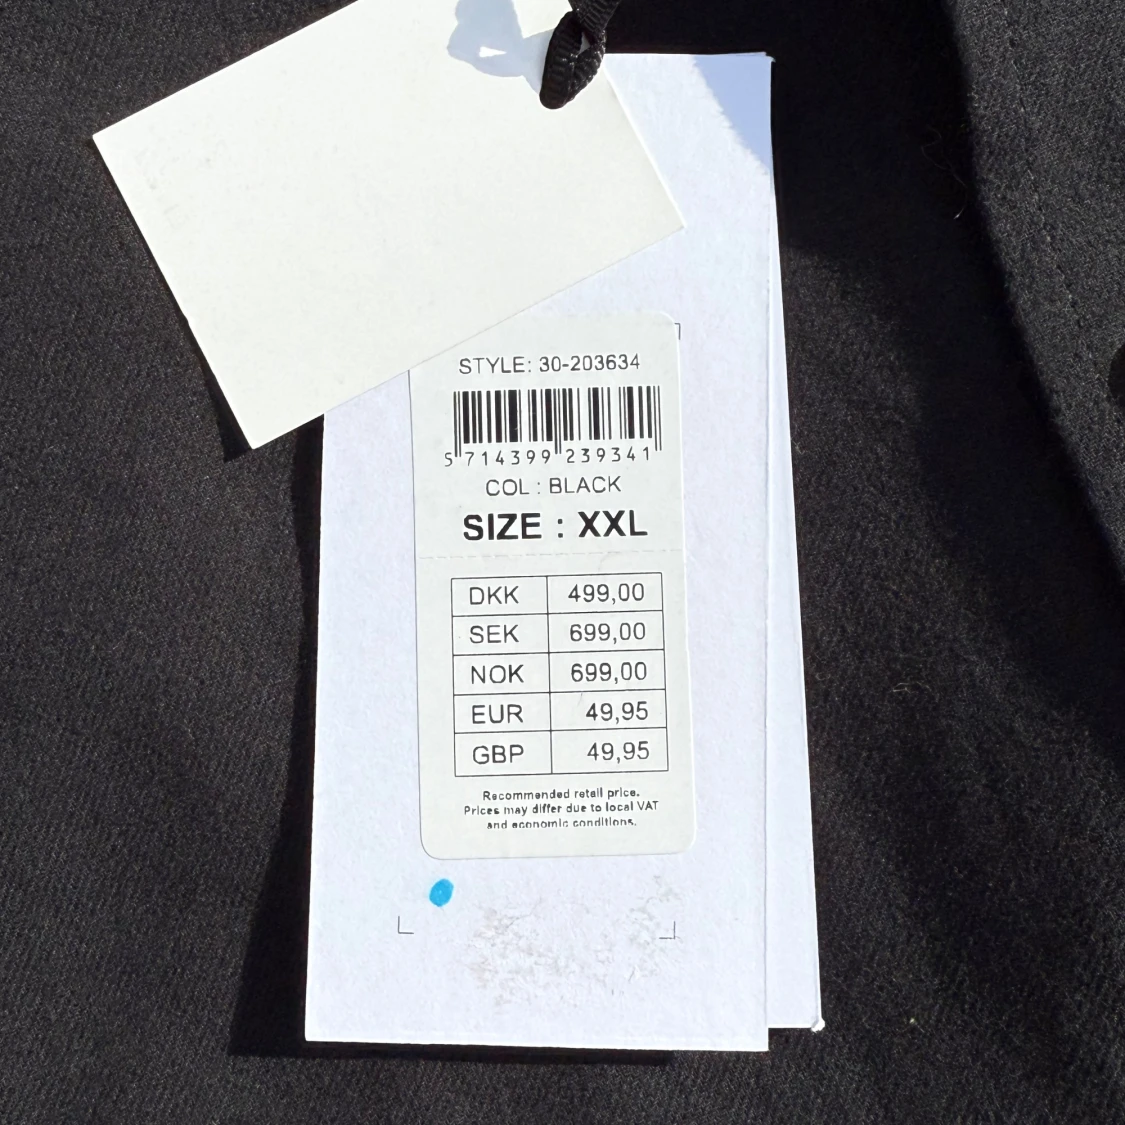 STYLE: 30-203634
5 714399 239341
COL : BLACK
SIZE : XXL
DKK 499,00
SEK 699,00
NOK 699,00
EUR 49,95
GBP 49,95
Recommended retail price.
Prices may differ due to local VAT
and economic conditions.